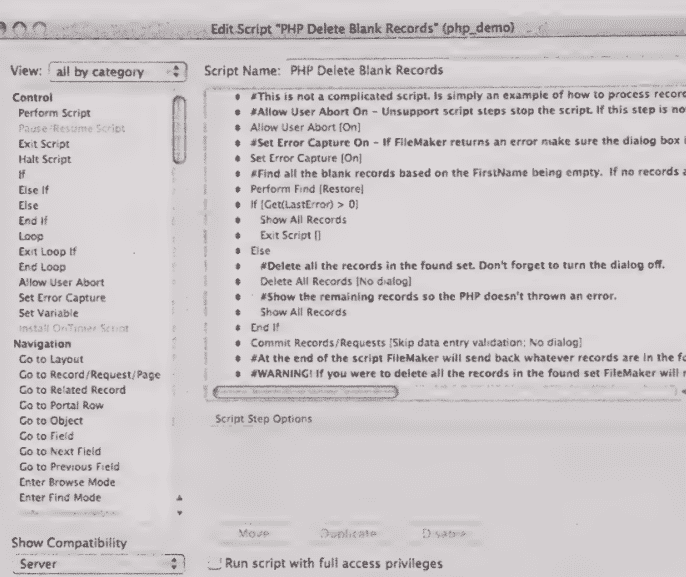 Edit Script "PHP Delete Blank Records" (php_demo)
View: all by category
Script Name: PHP Delete Blank Records
Control
Perform Script
Pause/Resume Script
Exit Script
Halt Script
If
Else If
Else
End If
Loop
Exit Loop If
End Loop
Allow User Abort
Set Error Capture
Set Variable
Install OnTimer Script
Navigation
Go to Layout
Go to Record/Request/Page
Go to Related Record
Go to Portal Row
Go to Object
Go to Field
Go to Next Field
Go to Previous Field
Enter Browse Mode
Enter Find Mode
#This is not a complicated script. Is simply an example of how to process record
#Allow User Abort On - Unsupport script steps stop the script. If this step is no
Allow User Abort [On]
#Set Error Capture On - If FileMaker returns an error make sure the dialog box
Set Error Capture [On]
#Find all the blank records based on the FirstName being empty. If no records
Perform Find [Restore]
If [Get(LastError) > 0]
Show All Records
Exit Script []
Else
#Delete all the records in the found set. Don't forget to turn the dialog off.
Delete All Records [No dialog]
#Show the remaining records so the PHP doesn't thrown an error.
Show All Records
End If
Commit Records/Requests [Skip data entry validation; No dialog]
#At the end of the script FileMaker will send back whatever records are in the fo
#WARNING! If you were to delete all the records in the found set FileMaker will
Script Step Options
Move Duplicate Disable
Show Compatibility
Server
Run script with full access privileges